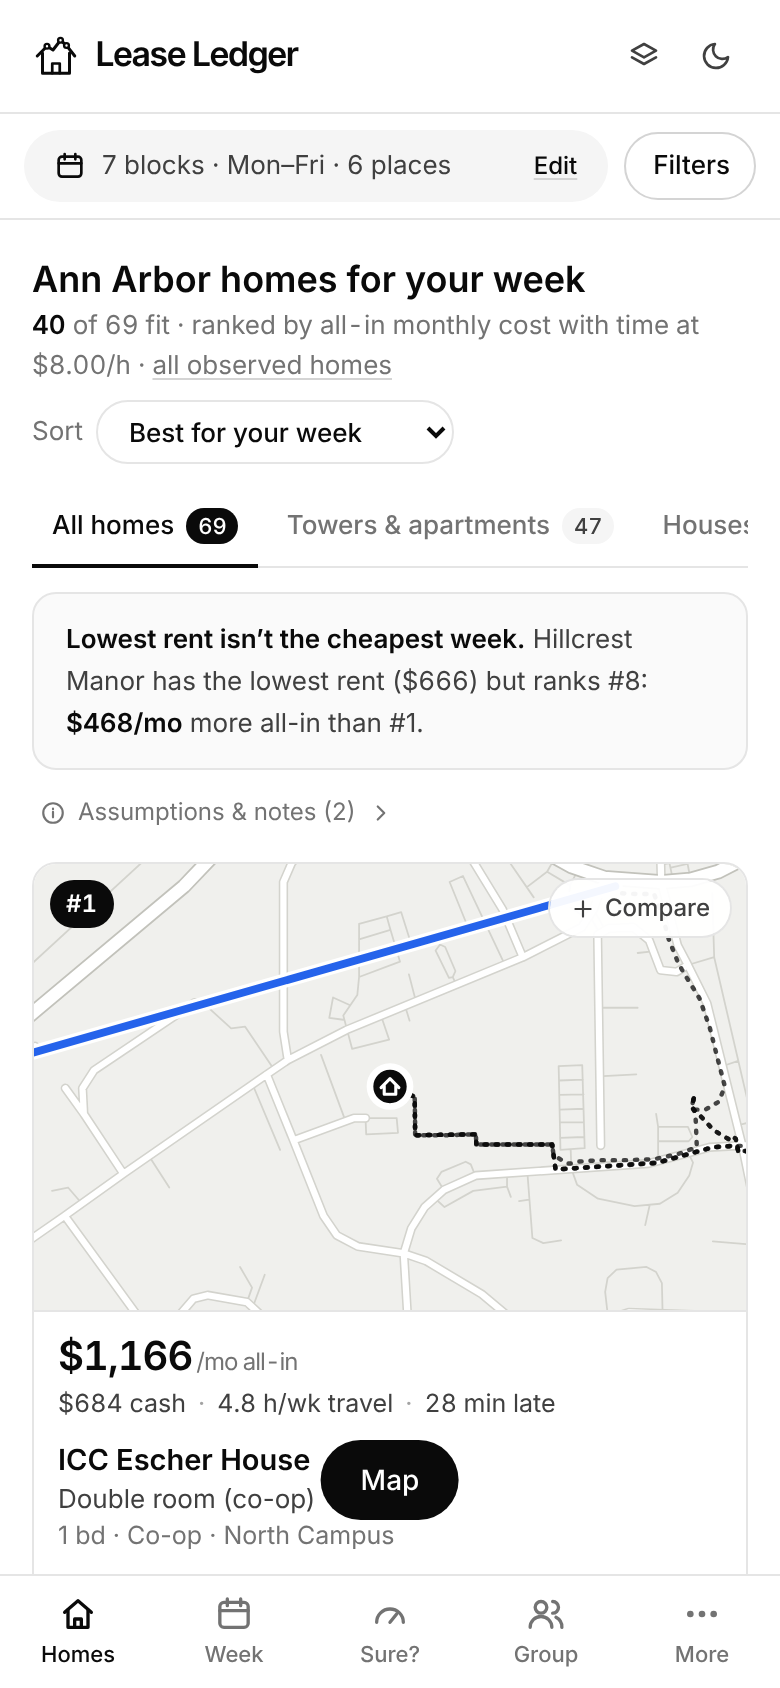 Lease Ledger
7 blocks · Mon–Fri · 6 places
Edit
Filters
Ann Arbor homes for your week
40 of 69 fit · ranked by all-in monthly cost with time at
$8.00/h · all observed homes
Sort
Best for your week
All homes 69
Towers & apartments 47
Houses
Lowest rent isn’t the cheapest week. Hillcrest
Manor has the lowest rent ($666) but ranks #8:
$468/mo more all-in than #1.
Assumptions & notes (2)
#1
+ Compare
$1,166/mo all-in
$684 cash · 4.8 h/wk travel · 28 min late
ICC Escher House
Map
Double room (co-op)
1 bd · Co-op · North Campus
Homes
Week
Sure?
Group
More